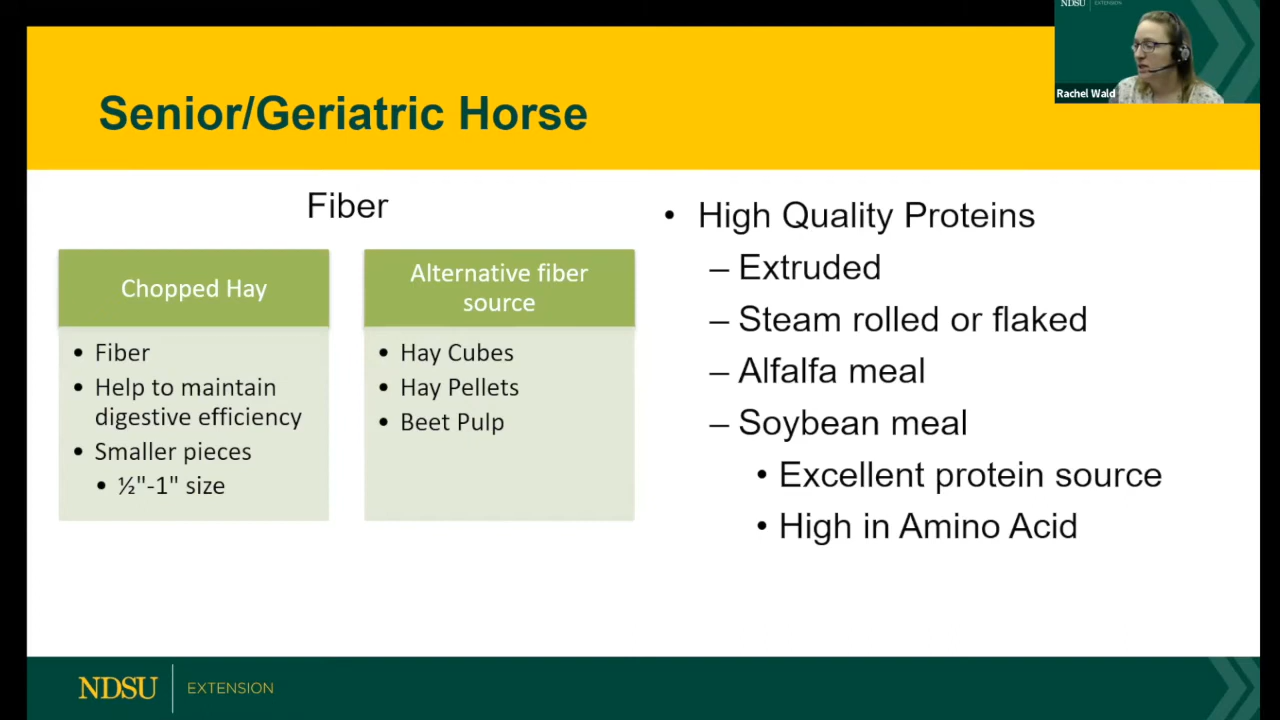 NDSU EXTENSION
Rachel Wald
Senior/Geriatric Horse
Fiber
Chopped Hay
• Fiber
• Help to maintain
digestive efficiency
• Smaller pieces
• ½"-1" size
Alternative fiber
source
• Hay Cubes
• Hay Pellets
• Beet Pulp
• High Quality Proteins
– Extruded
– Steam rolled or flaked
– Alfalfa meal
– Soybean meal
• Excellent protein source
• High in Amino Acid
NDSU EXTENSION